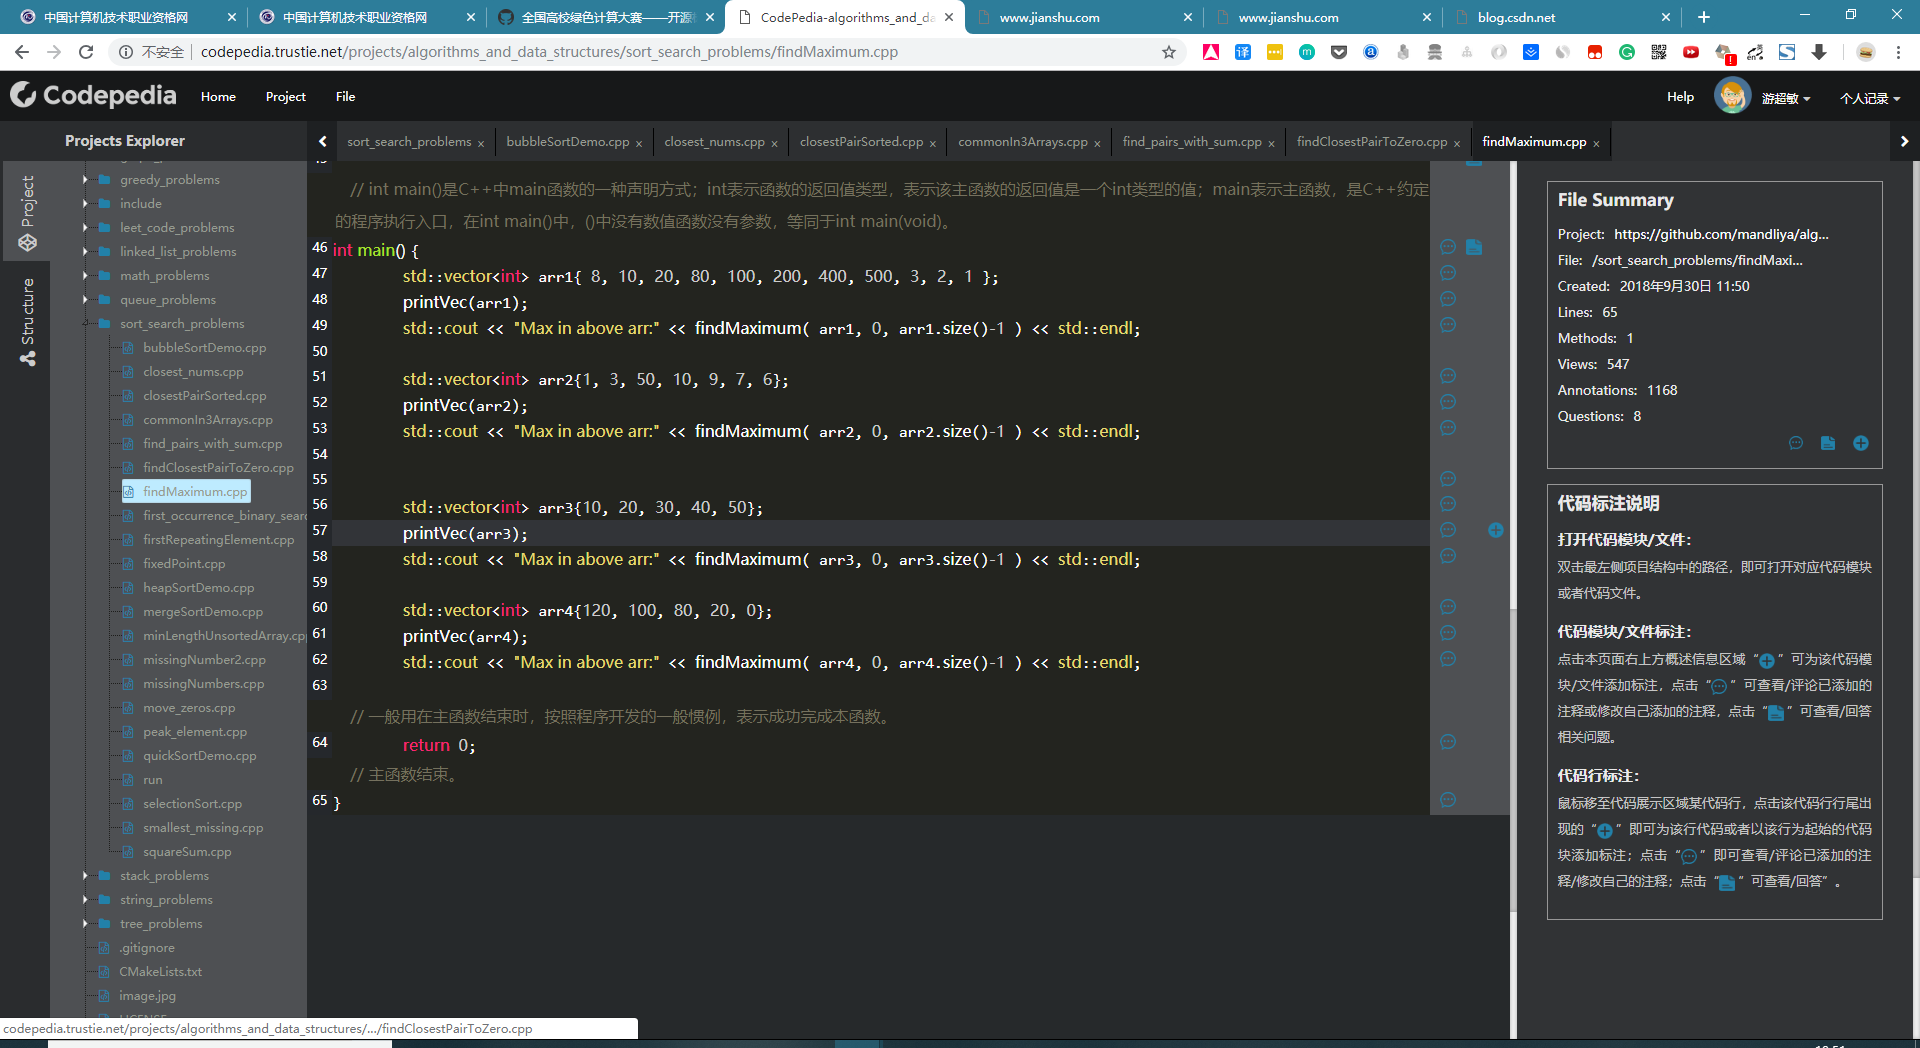 中国计算机技术职业资格网
中国计算机技术职业资格网
全国高校绿色计算大赛——开源
CodePedia-algorithms_and_da
www.jianshu.com
www.jianshu.com
blog.csdn.net
不安全
codepedia.trustie.net/projects/algorithms_and_data_structures/sort_search_problems/findMaximum.cpp
Codepedia
Home
Project
File
Help
游超敏
个人记录
Projects Explorer
sort_search_problems ×
bubbleSortDemo.cpp ×
closest_nums.cpp ×
closestPairSorted.cpp ×
commonIn3Arrays.cpp ×
find_pairs_with_sum.cpp ×
findClosestPairToZero.cpp ×
findMaximum.cpp ×
Project
Structure
greedy_problems
include
leet_code_problems
linked_list_problems
math_problems
queue_problems
sort_search_problems
bubbleSortDemo.cpp
closest_nums.cpp
closestPairSorted.cpp
commonIn3Arrays.cpp
find_pairs_with_sum.cpp
findClosestPairToZero.cpp
findMaximum.cpp
first_occurrence_binary_searc
firstRepeatingElement.cpp
fixedPoint.cpp
heapSortDemo.cpp
mergeSortDemo.cpp
minLengthUnsortedArray.cpp
missingNumber2.cpp
missingNumbers.cpp
move_zeros.cpp
peak_element.cpp
quickSortDemo.cpp
run
selectionSort.cpp
smallest_missing.cpp
squareSum.cpp
stack_problems
string_problems
tree_problems
.gitignore
CMakeLists.txt
image.jpg
// int main()是C++中main函数的一种声明方式；int表示函数的返回值类型，表示该主函数的返回值是一个int类型的值；main表示主函数，是C++约定
的程序执行入口，在int main()中，()中没有数值函数没有参数，等同于int main(void)。
46 int main() {
47 std::vector<int> arr1{ 8, 10, 20, 80, 100, 200, 400, 500, 3, 2, 1 };
48 printVec(arr1);
49 std::cout << "Max in above arr:" << findMaximum( arr1, 0, arr1.size()-1 ) << std::endl;
50
51 std::vector<int> arr2{1, 3, 50, 10, 9, 7, 6};
52 printVec(arr2);
53 std::cout << "Max in above arr:" << findMaximum( arr2, 0, arr2.size()-1 ) << std::endl;
54
55
56 std::vector<int> arr3{10, 20, 30, 40, 50};
57 printVec(arr3);
58 std::cout << "Max in above arr:" << findMaximum( arr3, 0, arr3.size()-1 ) << std::endl;
59
60 std::vector<int> arr4{120, 100, 80, 20, 0};
61 printVec(arr4);
62 std::cout << "Max in above arr:" << findMaximum( arr4, 0, arr4.size()-1 ) << std::endl;
63
// 一般用在主函数结束时，按照程序开发的一般惯例，表示成功完成本函数。
64 return 0;
// 主函数结束。
65 }
File Summary
Project: https://github.com/mandliya/alg...
File: /sort_search_problems/findMaxi...
Created: 2018年9月30日 11:50
Lines: 65
Methods: 1
Views: 547
Annotations: 1168
Questions: 8
代码标注说明
打开代码模块/文件：
双击最左侧项目结构中的路径，即可打开对应代码模块
或者代码文件。
代码模块/文件标注：
点击本页面右上方概述信息区域“ ”可为该代码模
块/文件添加标注，点击“ ”可查看/评论已添加的
注释或修改自己添加的注释，点击“ ”可查看/回答
相关问题。
代码行标注：
鼠标移至代码展示区域某代码行，点击该代码行行尾出
现的“ ”即可为该行代码或者以该行为起始的代码
块添加标注；点击“ ”即可查看/评论已添加的注
释/修改自己的注释；点击“ ”可查看/回答”。
codepedia.trustie.net/projects/algorithms_and_data_structures/.../findClosestPairToZero.cpp